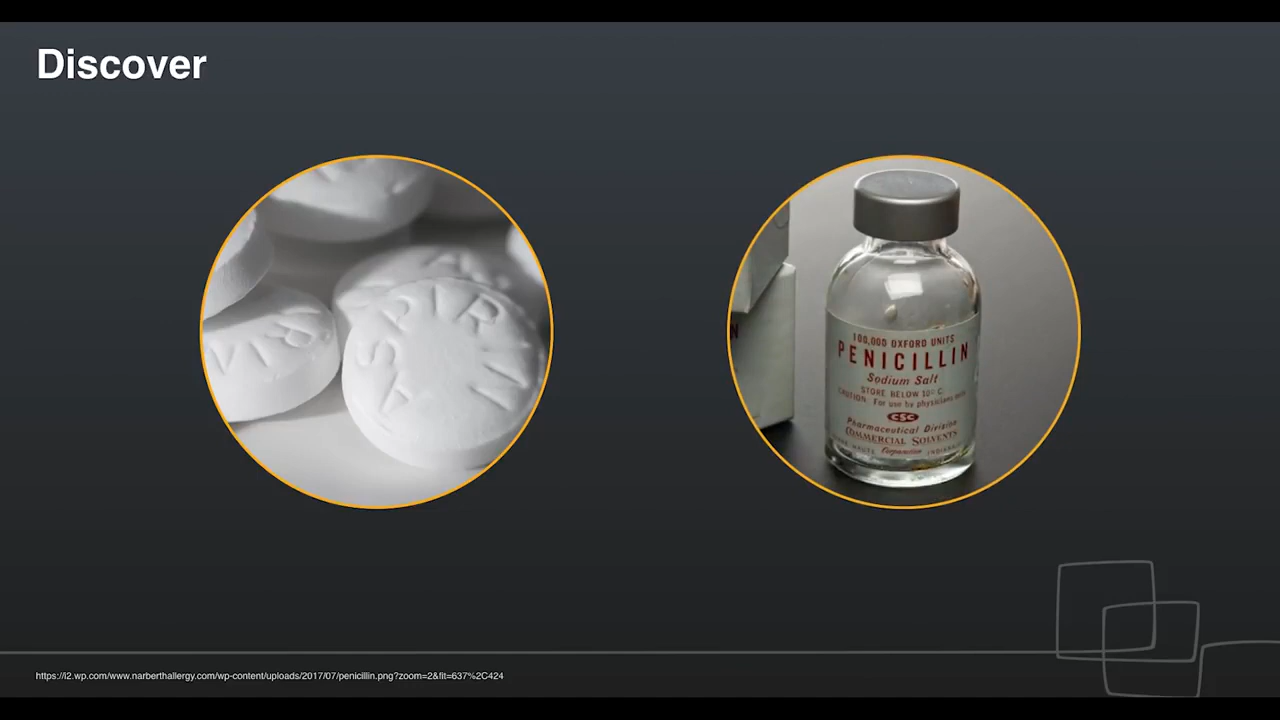 Discover
ASPIRIN
100,000 OXFORD UNITS
PENICILLIN
Sodium Salt
STORE BELOW 10° C.
CAUTION For use by physicians only
CSC
Pharmaceutical Division
COMMERCIAL SOLVENTS
Corporation
https://i2.wp.com/www.narberthallergy.com/wp-content/uploads/2017/07/penicillin.png?zoom=2&fit=637%2C424